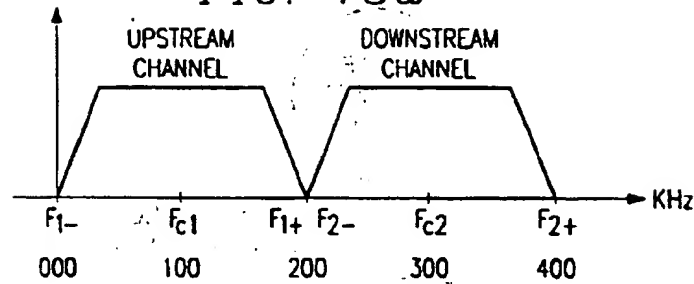 UPSTREAM DOWNSTREAM
CHANNEL CHANNEL
KHz
F1- Fc1 F1+ F2- Fc2 F2+
000 100 200 300 400